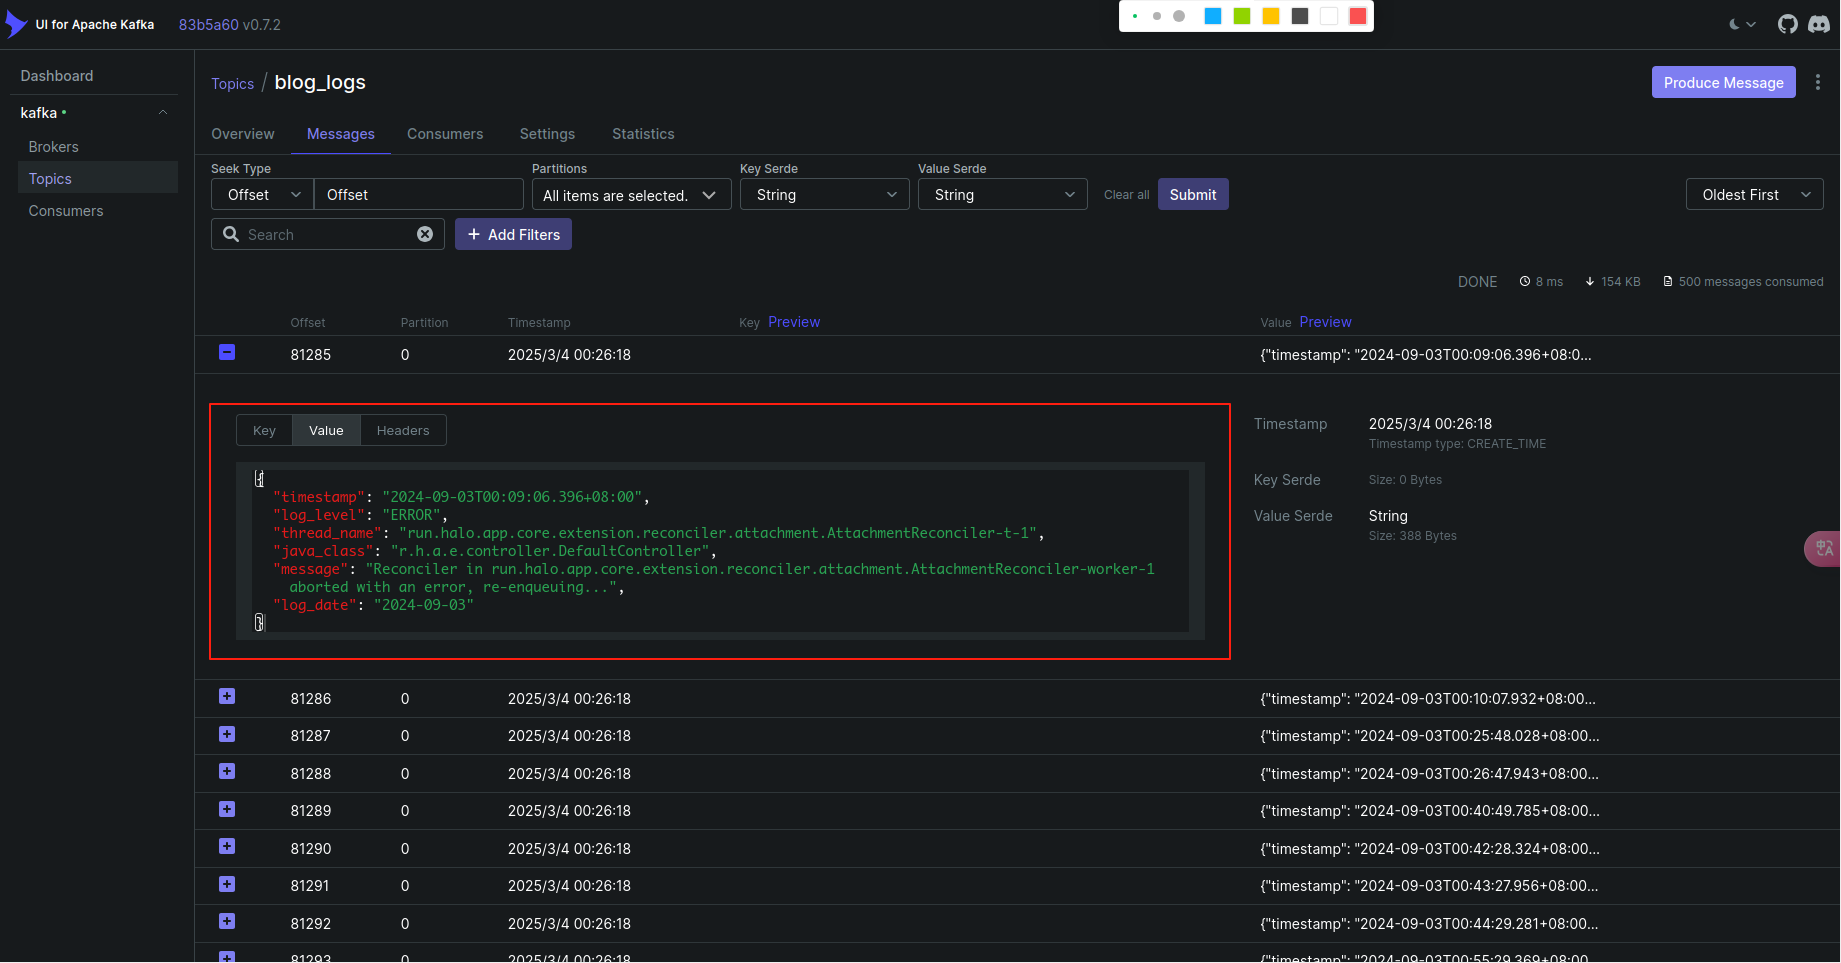 UI for Apache Kafka 83b5a60 v0.7.2
Dashboard
kafka
Brokers
Topics
Consumers
Topics / blog_logs
Produce Message
Overview Messages Consumers Settings Statistics
Seek Type Partitions Key Serde Value Serde
Offset Offset All items are selected. String String Clear all Submit Oldest First
Search Add Filters
DONE 8 ms 154 KB 500 messages consumed
Offset Partition Timestamp Key Preview Value Preview
81285 0 2025/3/4 00:26:18 {"timestamp": "2024-09-03T00:09:06.396+08:0...
Key Value Headers
{
"timestamp": "2024-09-03T00:09:06.396+08:00",
"log_level": "ERROR",
"thread_name": "run.halo.app.core.extension.reconciler.attachment.AttachmentReconciler-t-1",
"java_class": "r.h.a.e.controller.DefaultController",
"message": "Reconciler in run.halo.app.core.extension.reconciler.attachment.AttachmentReconciler-worker-1
aborted with an error, re-enqueuing...",
"log_date": "2024-09-03"
}
Timestamp 2025/3/4 00:26:18
Timestamp type: CREATE_TIME
Key Serde Size: 0 Bytes
Value Serde String
Size: 388 Bytes
中A
81286 0 2025/3/4 00:26:18 {"timestamp": "2024-09-03T00:10:07.932+08:00...
81287 0 2025/3/4 00:26:18 {"timestamp": "2024-09-03T00:25:48.028+08:00...
81288 0 2025/3/4 00:26:18 {"timestamp": "2024-09-03T00:26:47.943+08:00...
81289 0 2025/3/4 00:26:18 {"timestamp": "2024-09-03T00:40:49.785+08:00...
81290 0 2025/3/4 00:26:18 {"timestamp": "2024-09-03T00:42:28.324+08:00...
81291 0 2025/3/4 00:26:18 {"timestamp": "2024-09-03T00:43:27.956+08:00...
81292 0 2025/3/4 00:26:18 {"timestamp": "2024-09-03T00:44:29.281+08:00...
81293 0 2025/3/4 00:26:18 {"timestamp": "2024-09-03T00:55:29.369+08:00